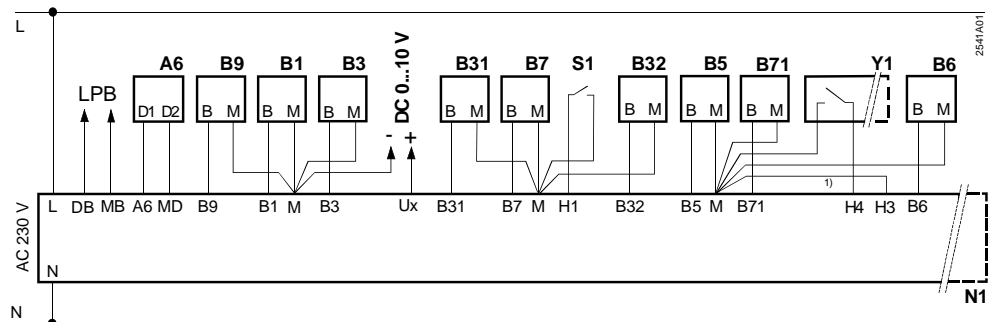 L
2541A01
A6 B9 B1 B3 DC 0...10 V B31 B7 S1 B32 B5 B71 Y1 B6
LPB
D1 D2 B M B M B M B M B M B M B M B M B M
- +
1)
L DB MB A6 MD B9 B1 M B3 Ux B31 B7 M H1 B32 B5 M B71 H4 H3 B6
AC 230 V
N
N1
N